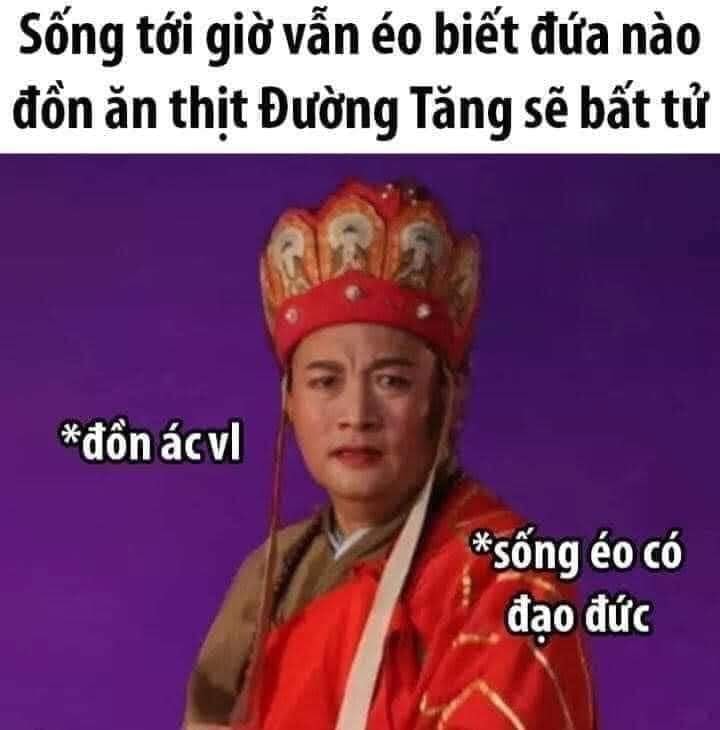 Sống tới giờ vẫn éo biết đứa nào
đồn ăn thịt Đường Tăng sẽ bất tử
*đồn ác vl
*sống éo có
đạo đức